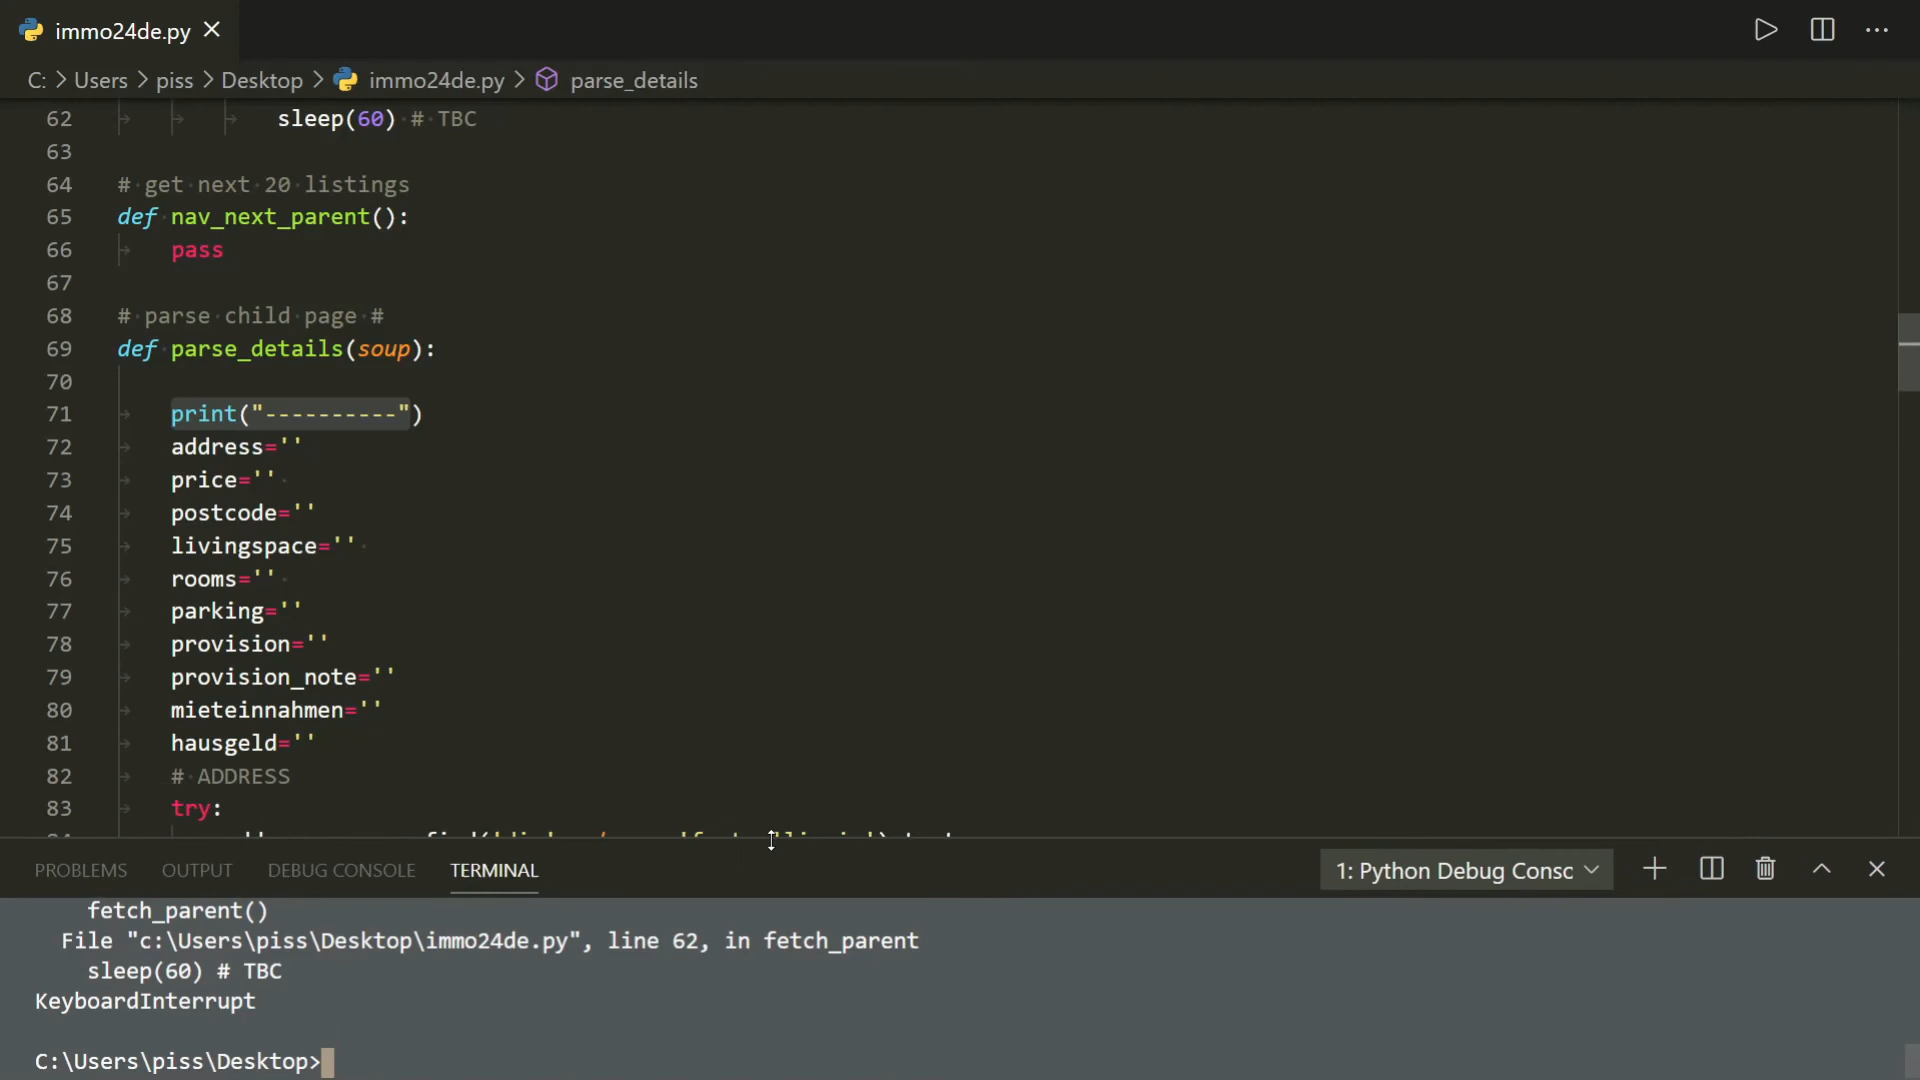 immo24de.py
C: > Users > piss > Desktop > immo24de.py > parse_details
62 sleep(60) # TBC
63
64 # get next 20 listings
65 def nav_next_parent():
66 pass
67
68 # parse child page #
69 def parse_details(soup):
70
71 print("----------")
72 address=''
73 price=''
74 postcode=''
75 livingspace=''
76 rooms=''
77 parking=''
78 provision=''
79 provision_note=''
80 mieteinnahmen=''
81 hausgeld=''
82 # ADDRESS
83 try:
PROBLEMS OUTPUT DEBUG CONSOLE TERMINAL 1: Python Debug Consc
fetch_parent()
File "c:\Users\piss\Desktop\immo24de.py", line 62, in fetch_parent
sleep(60) # TBC
KeyboardInterrupt
C:\Users\piss\Desktop>